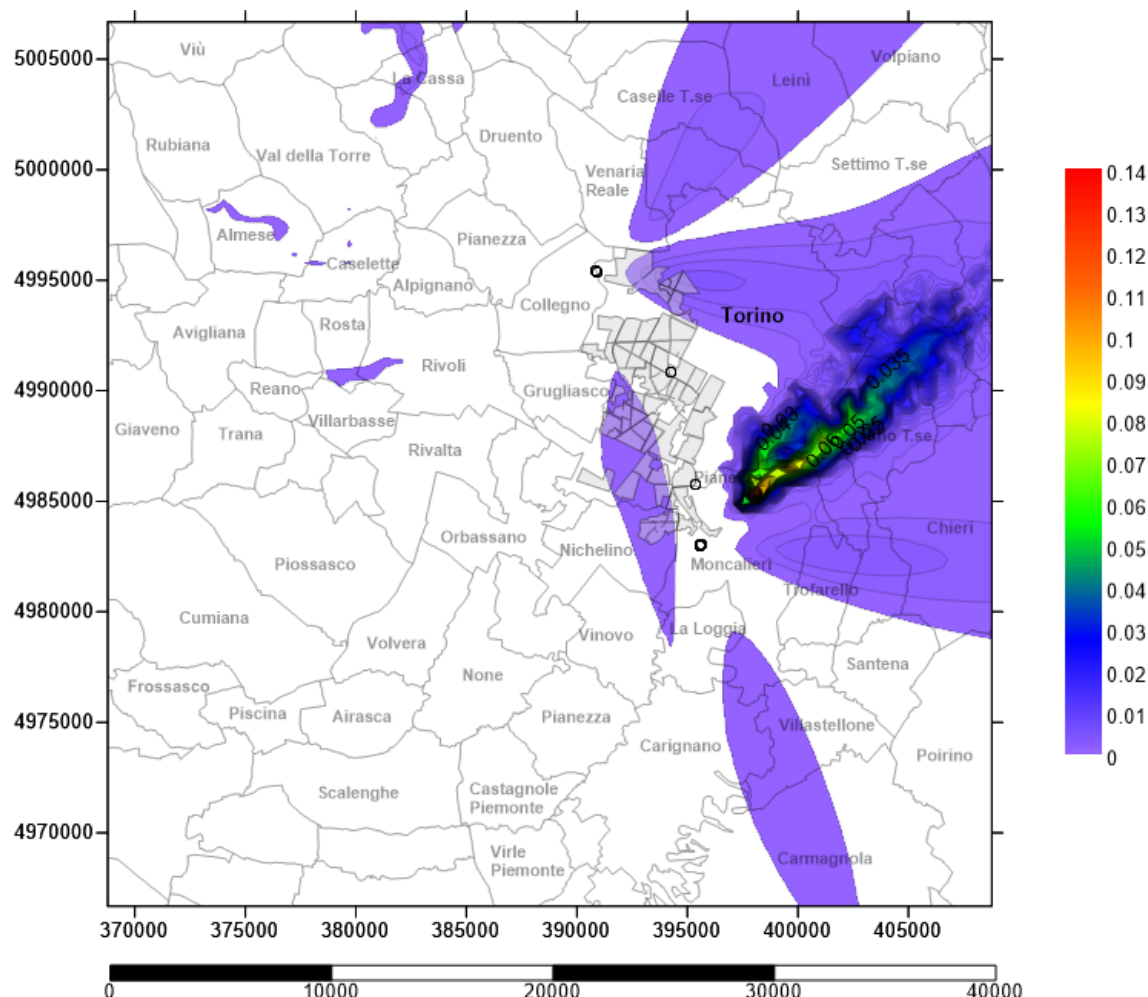 5005000
5000000
4995000
4990000
4985000
4980000
4975000
4970000
Viù
La Cassa
Volpiano
Leinì
Caselle T.se
Druento
Rubiana
Val della Torre
Settimo T.se
Venaria
Reale
Almese
Pianezza
Caselette
Alpignano
Collegno
Torino
Avigliana
Rosta
Rivoli
0.035
Reano
Grugliasco
Giaveno
Trana
Villarbasse
Rivalta
0.05
0.06
Chieri
Orbassano
Nichelino
Piossasco
Moncalieri
Trofarello
Cumiana
Volvera
Vinovo
La Loggia
Santena
None
Frossasco
Piscina
Airasca
Pianezza
Villastellone
Carignano
Poirino
Scalenghe
Castagnole
Piemonte
Virle
Piemonte
Carmagnola
370000
375000
380000
385000
390000
395000
400000
405000
0
10000
20000
30000
40000
0.14
0.13
0.12
0.11
0.1
0.09
0.08
0.07
0.06
0.05
0.04
0.03
0.02
0.01
0